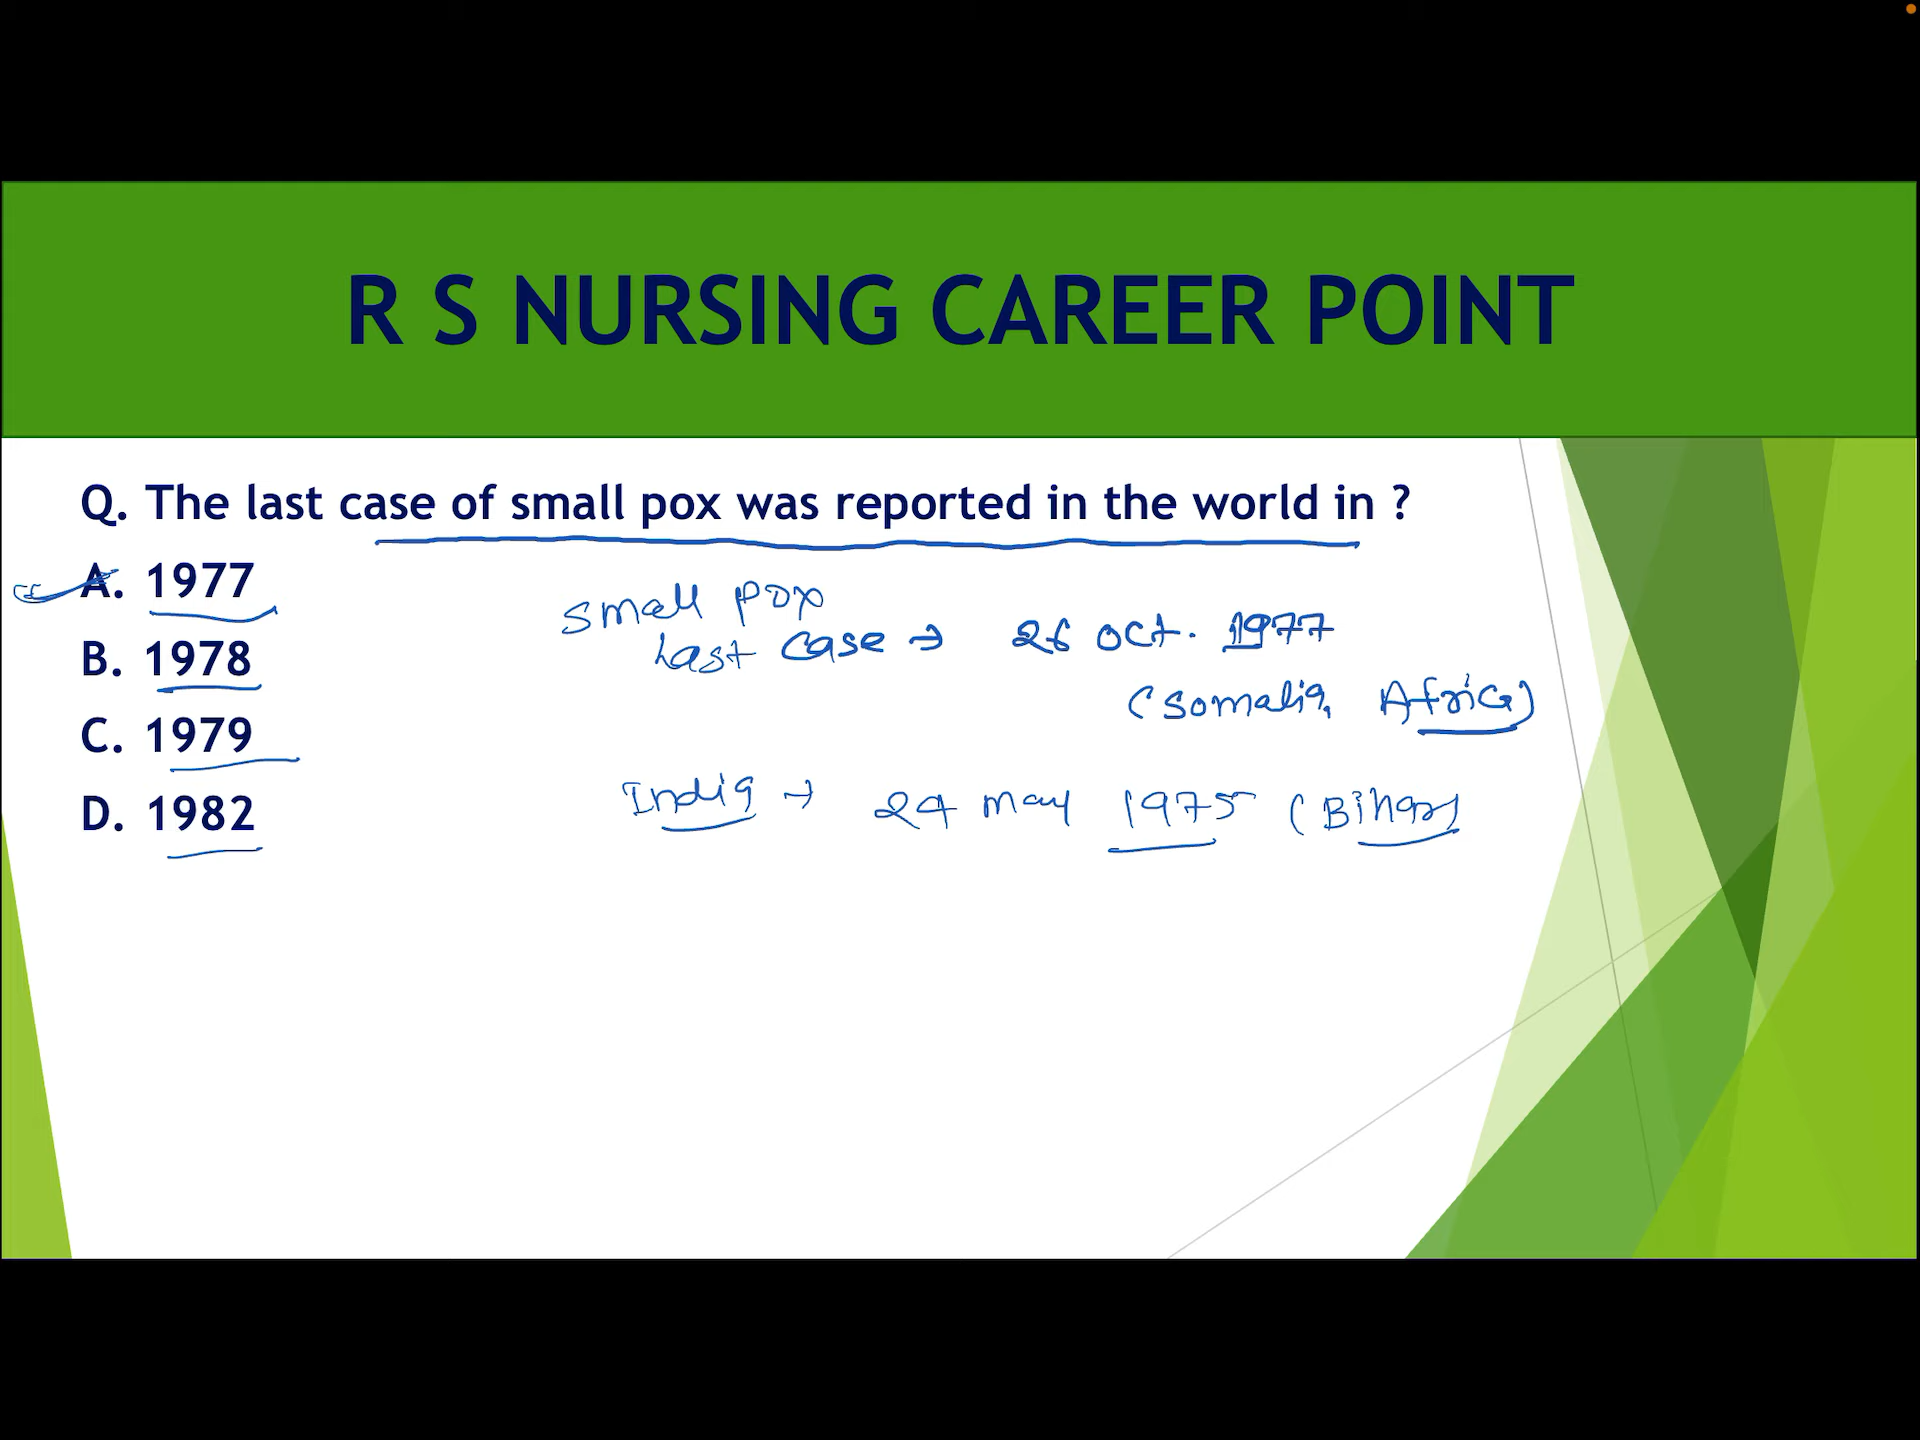 R S NURSING CAREER POINT
Q. The last case of small pox was reported in the world in ?
A. 1977
B. 1978
C. 1979
D. 1982
small pox
Last case → 26 oct. 1977
(Somalia, Africa)
India → 24 may 1975 (Bihar)